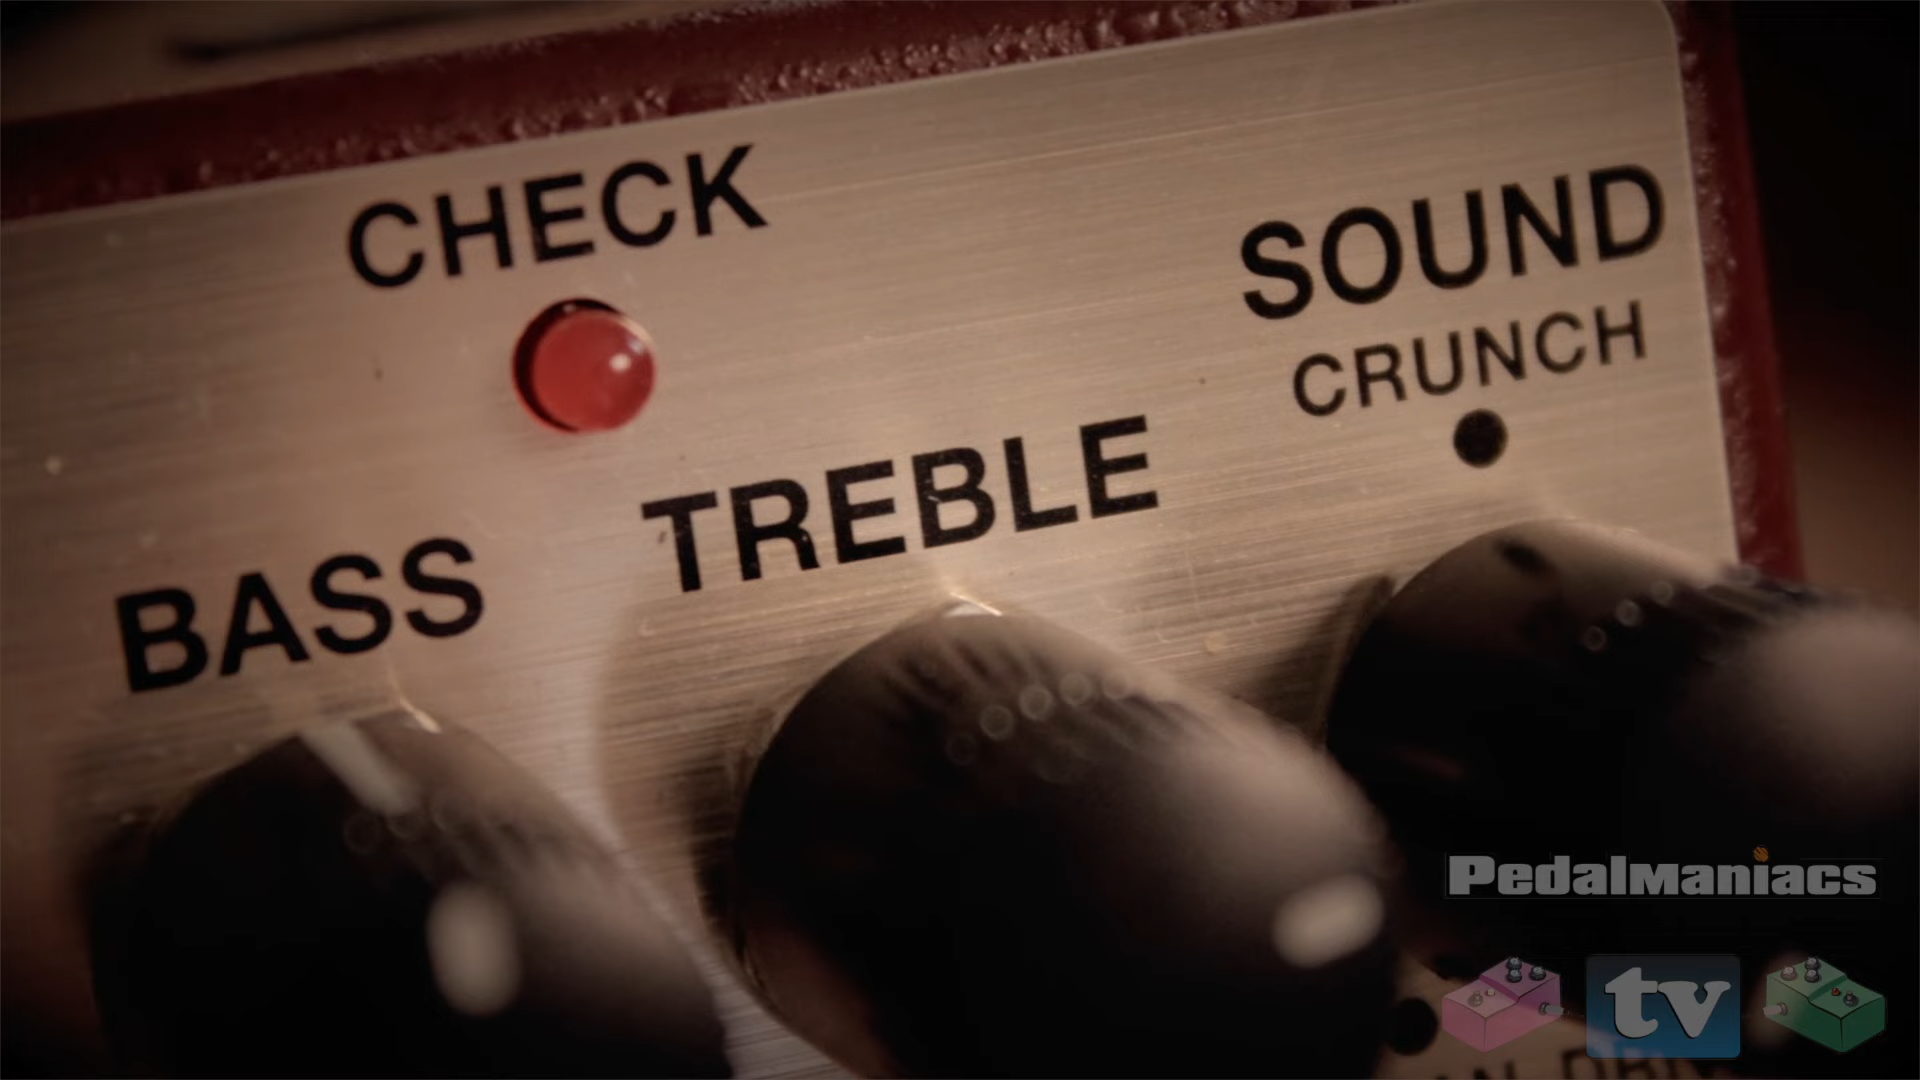 CHECK
SOUND
CRUNCH
TREBLE
BASS
PedalManiacs
tv